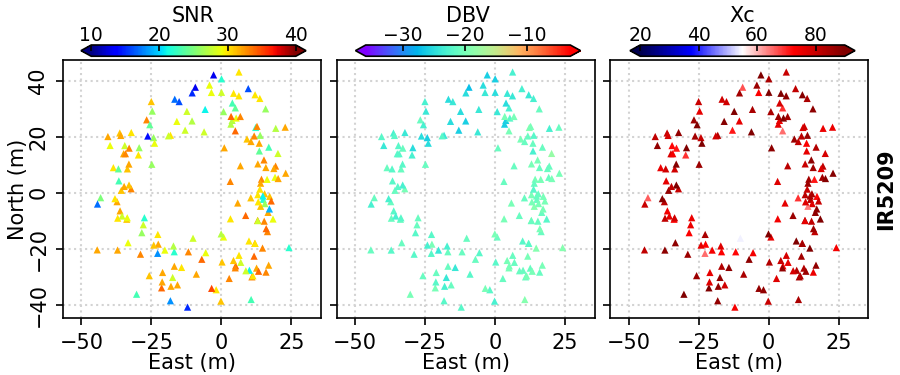 SNR DBV Xc
10 20 30 40 −30 −20 −10 20 40 60 80
40
20
0
−20
−40
North (m)
−50 −25 0 25 −50 −25 0 25 −50 −25 0 25
East (m) East (m) East (m)
IR5209